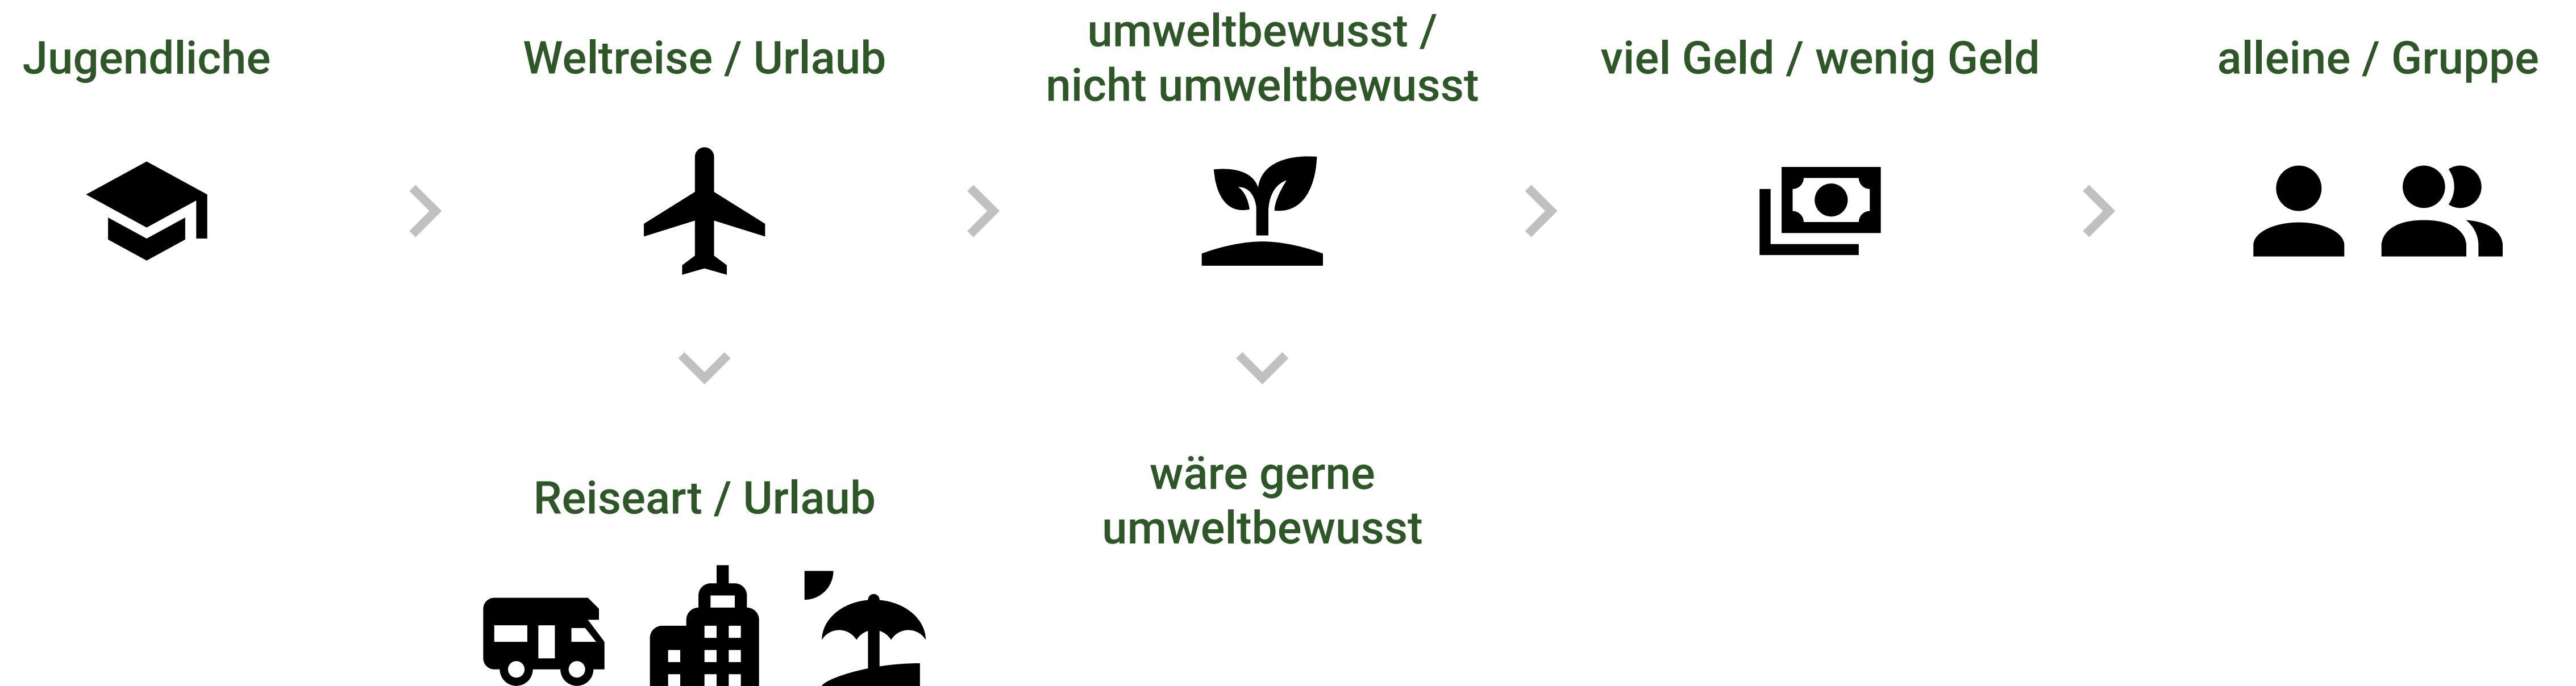 Jugendliche
Weltreise / Urlaub
umweltbewusst /
nicht umweltbewusst
viel Geld / wenig Geld
alleine / Gruppe
Reiseart / Urlaub
wäre gerne
umweltbewusst